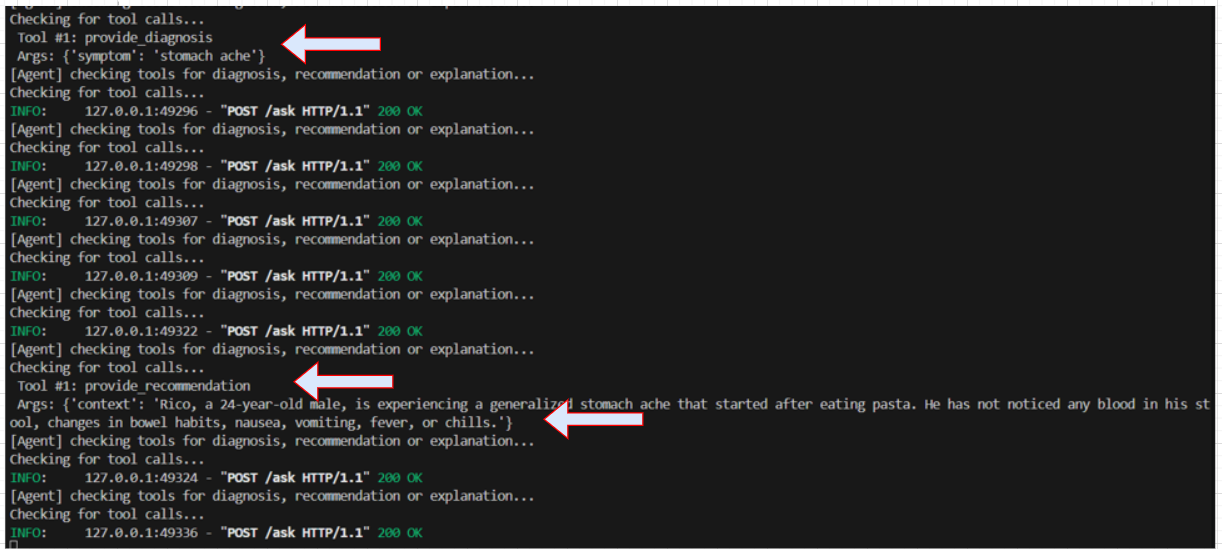 Checking for tool calls...
Tool #1: provide_diagnosis
Args: {'symptom': 'stomach ache'}
[Agent] checking tools for diagnosis, recommendation or explanation...
Checking for tool calls...
INFO: 127.0.0.1:49296 - "POST /ask HTTP/1.1" 200 OK
[Agent] checking tools for diagnosis, recommendation or explanation...
Checking for tool calls...
INFO: 127.0.0.1:49298 - "POST /ask HTTP/1.1" 200 OK
[Agent] checking tools for diagnosis, recommendation or explanation...
Checking for tool calls...
INFO: 127.0.0.1:49307 - "POST /ask HTTP/1.1" 200 OK
[Agent] checking tools for diagnosis, recommendation or explanation...
Checking for tool calls...
INFO: 127.0.0.1:49309 - "POST /ask HTTP/1.1" 200 OK
[Agent] checking tools for diagnosis, recommendation or explanation...
Checking for tool calls...
INFO: 127.0.0.1:49322 - "POST /ask HTTP/1.1" 200 OK
[Agent] checking tools for diagnosis, recommendation or explanation...
Checking for tool calls...
Tool #1: provide_recommendation
Args: {'context': 'Rico, a 24-year-old male, is experiencing a generalized stomach ache that started after eating pasta. He has not noticed any blood in his st
ool, changes in bowel habits, nausea, vomiting, fever, or chills.'}
[Agent] checking tools for diagnosis, recommendation or explanation...
Checking for tool calls...
INFO: 127.0.0.1:49324 - "POST /ask HTTP/1.1" 200 OK
[Agent] checking tools for diagnosis, recommendation or explanation...
Checking for tool calls...
INFO: 127.0.0.1:49336 - "POST /ask HTTP/1.1" 200 OK